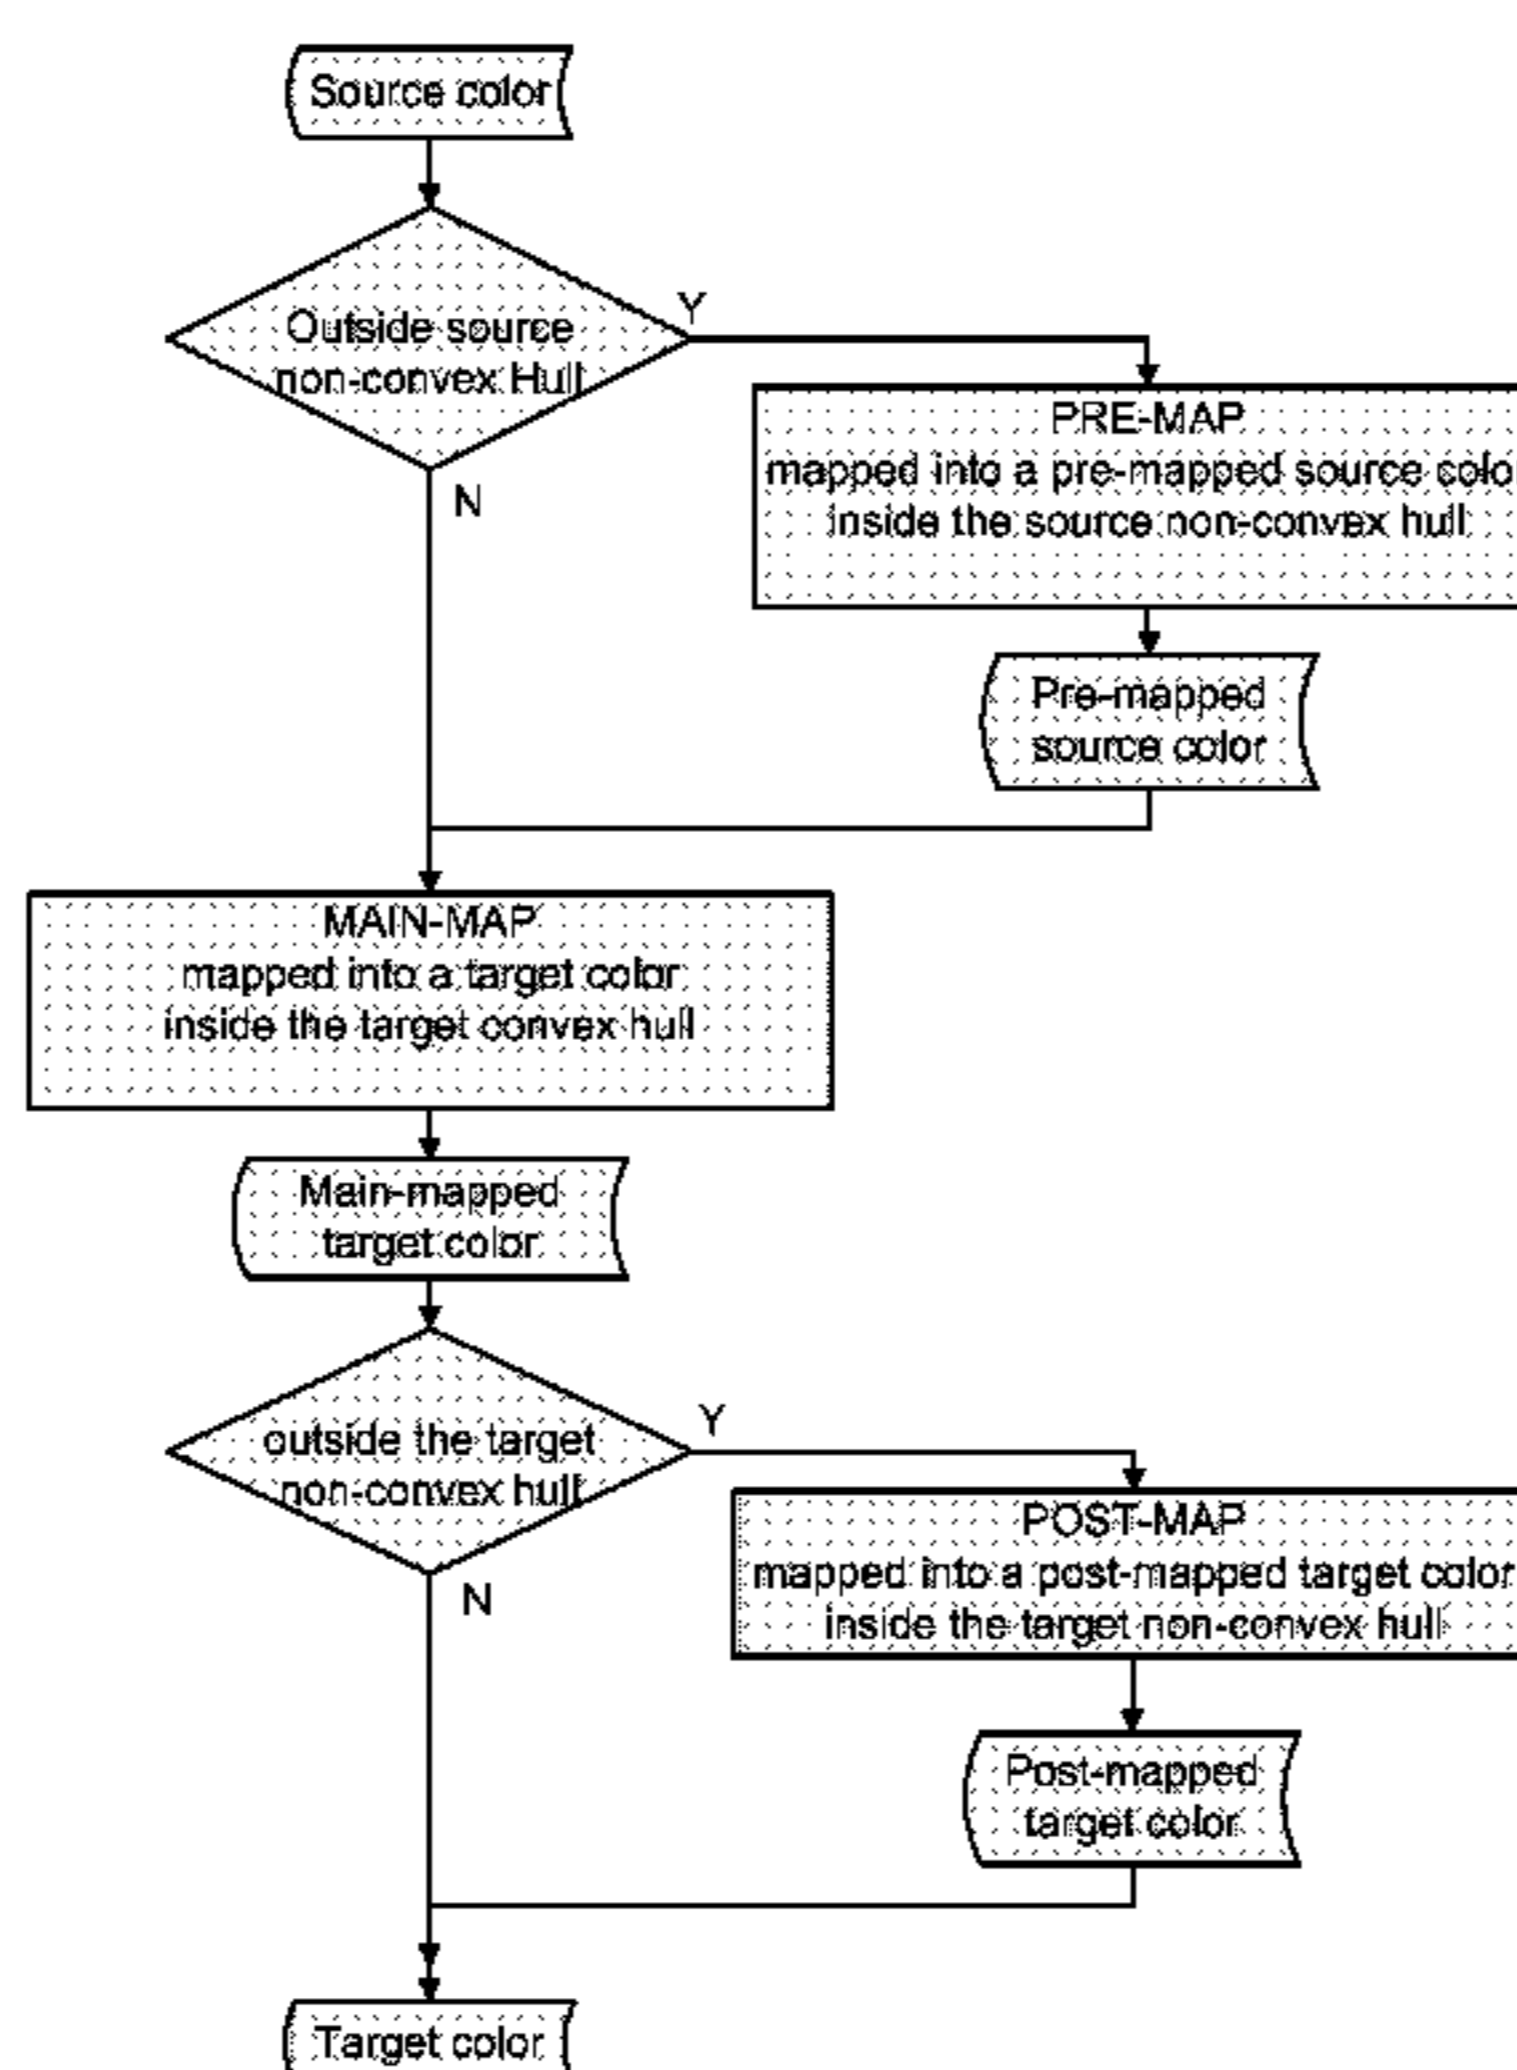 Source color
Outside source
non-convex Hull
Y
N
PRE-MAP
mapped into a pre-mapped source color
inside the source non-convex hull
Pre-mapped
source color
MAIN-MAP
mapped into a target color
inside the target convex hull
Main-mapped
target color
outside the target
non-convex hull
Y
N
POST-MAP
mapped into a post-mapped target color
inside the target non-convex hull
Post-mapped
target color
Target color